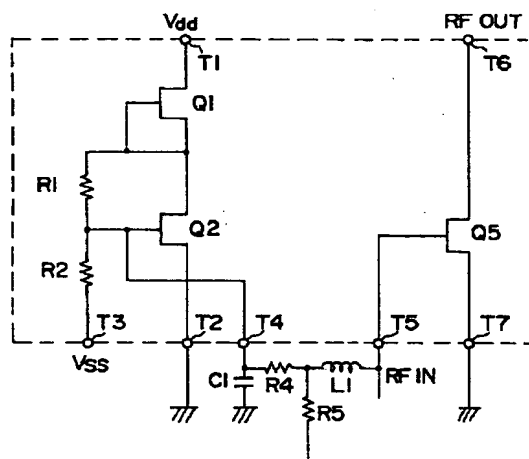 Vdd
RF OUT
T1
T6
Q1
R1
Q2
Q5
R2
T3
T2
T4
T5
T7
VSS
C1
R4
L1
RF IN
R5